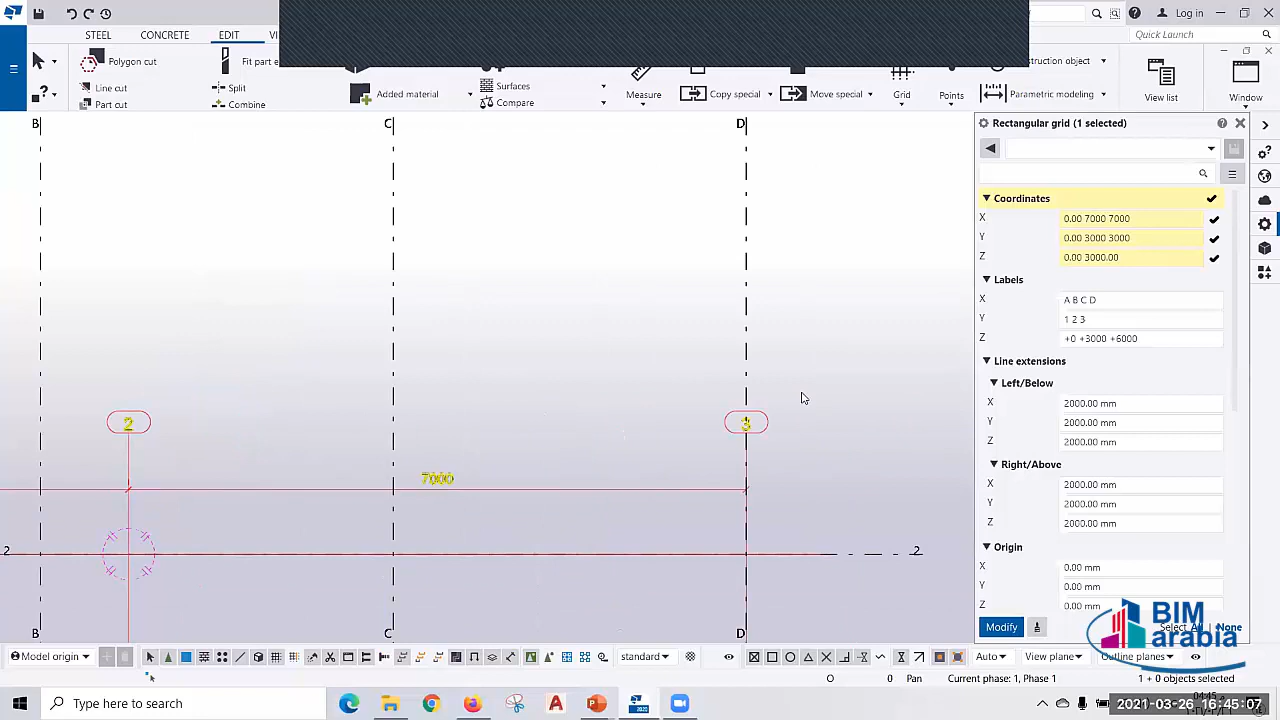 Log in
STEEL
CONCRETE
EDIT
Quick Launch
Polygon cut
Fit part e
Line cut
Split
Part cut
Combine
Added material
Surfaces
Compare
Measure
Copy special
Move special
Grid
Points
Parametric modeling
View list
Window
B
C
D
2
3
7000
2
2
B
C
D
Rectangular grid (1 selected)
Coordinates
X 0.00 7000 7000
Y 0.00 3000 3000
Z 0.00 3000.00
Labels
X A B C D
Y 1 2 3
Z +0 +3000 +6000
Line extensions
Left/Below
X 2000.00 mm
Y 2000.00 mm
Z 2000.00 mm
Right/Above
X 2000.00 mm
Y 2000.00 mm
Z 2000.00 mm
Origin
X 0.00 mm
Y 0.00 mm
Z 0.00 mm
Modify
Select All
None
BIM
arabia
Model origin
standard
Auto
View plane
Outline planes
O
0
Pan
Current phase: 1, Phase 1
1 + 0 objects selected
Type here to search
2021-03-26 16:45:07